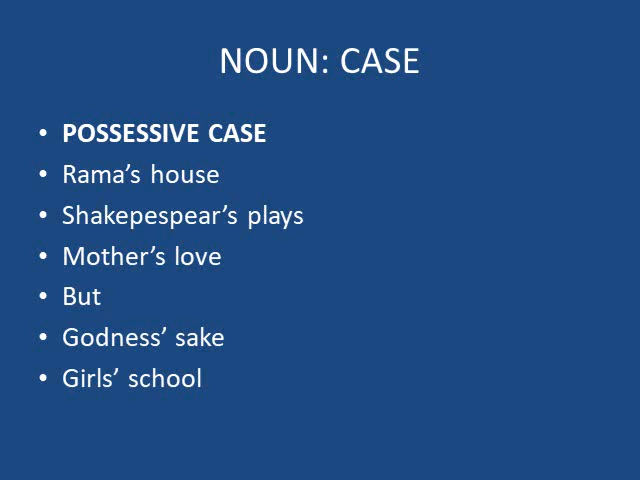 NOUN: CASE
• POSSESSIVE CASE
• Rama’s house
• Shakepespear’s plays
• Mother’s love
• But
• Godness’ sake
• Girls’ school